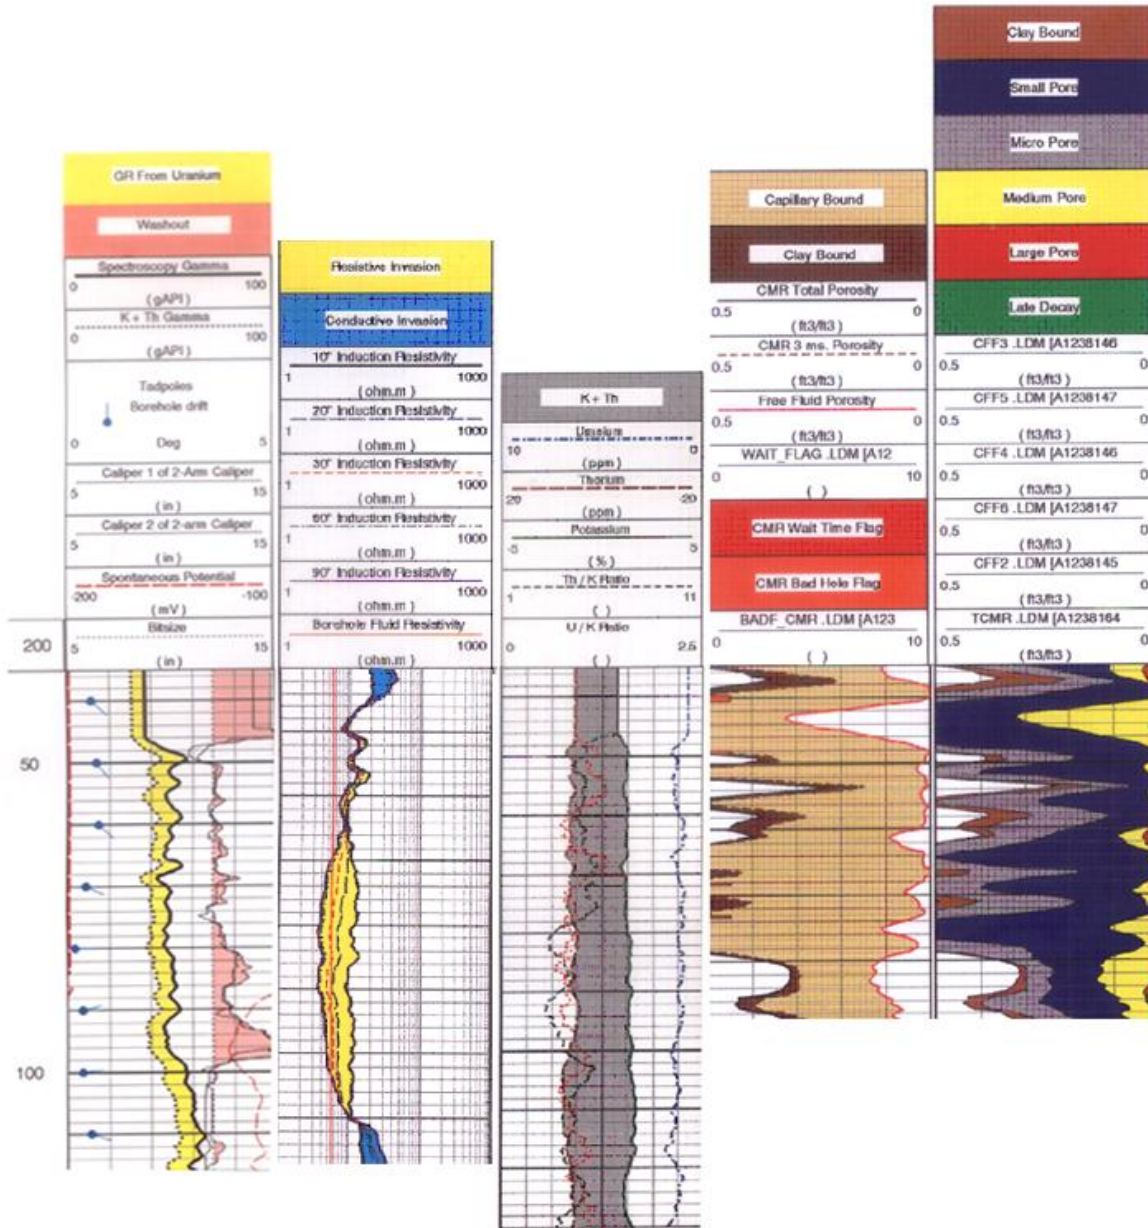 GR From Uranium
Washout
Spectroscopy Gamma
0 100
(gAPI)
K + Th Gamma
0 100
(gAPI)
Tadpoles
Borehole drift
0 Deg 5
Caliper 1 of 2-Arm Caliper
5 15
(in)
Caliper 2 of 2-arm Caliper
5 15
(in)
Spontaneous Potential
-200 -100
(mV)
Bitsize
5 15
(in)
200
50
100
Resistive Invasion
Conductive Invasion
10" Induction Resistivity
1 1000
(ohm.m)
20" Induction Resistivity
1 1000
(ohm.m)
30" Induction Resistivity
1 1000
(ohm.m)
60" Induction Resistivity
1 1000
(ohm.m)
90" Induction Resistivity
1 1000
(ohm.m)
Borehole Fluid Resistivity
1 1000
(ohm.m)
K + Th
Uranium
10 0
(ppm)
Thorium
20 -20
(ppm)
Potassium
-5 5
(%)
Th / K Ratio
1 11
( )
U / K Ratio
0 2.5
( )
Capillary Bound
Clay Bound
CMR Total Porosity
0.5 0
(ft3/ft3)
CMR 3 ms. Porosity
0.5 0
(ft3/ft3)
Free Fluid Porosity
0.5 0
(ft3/ft3)
WAIT_FLAG .LDM [A12
0 10
( )
CMR Wait Time Flag
CMR Bad Hole Flag
BADF_CMR .LDM [A123
0 10
( )
Clay Bound
Small Pore
Micro Pore
Medium Pore
Large Pore
Late Decay
CFF3 .LDM [A1238146
0.5 0
(ft3/ft3)
CFF5 .LDM [A1238147
0.5 0
(ft3/ft3)
CFF4 .LDM [A1238146
0.5 0
(ft3/ft3)
CFF6 .LDM [A1238147
0.5 0
(ft3/ft3)
CFF2 .LDM [A1238145
0.5 0
(ft3/ft3)
TCMR .LDM [A1238164
0.5 0
(ft3/ft3)